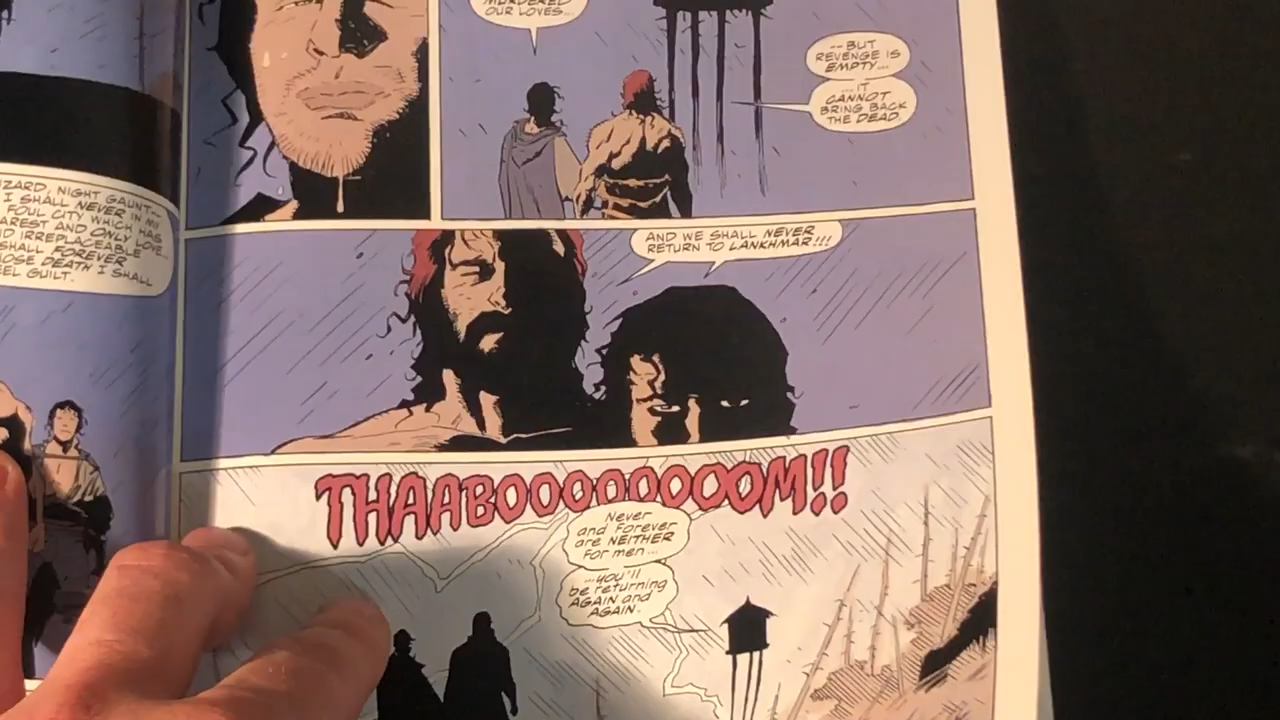 IZARD, NIGHT GAUNT--
I SHALL NEVER IN MY
FOUL CITY WHICH HAS
AREST AND ONLY LOVE...
ID IRREPLACEABLE
SHALL FOREVER
OSE DEATH I SHALL
EEL GUILT.
MURDERED
OUR LOVES...
--BUT
REVENGE IS
EMPTY...
...IT
CANNOT
BRING BACK
THE DEAD.
AND WE SHALL NEVER
RETURN TO LANKHMAR!!!
THAABOOOOOOOOOM!!
Never
and Forever
are NEITHER
for men...
...you'll
be returning
AGAIN and
AGAIN.